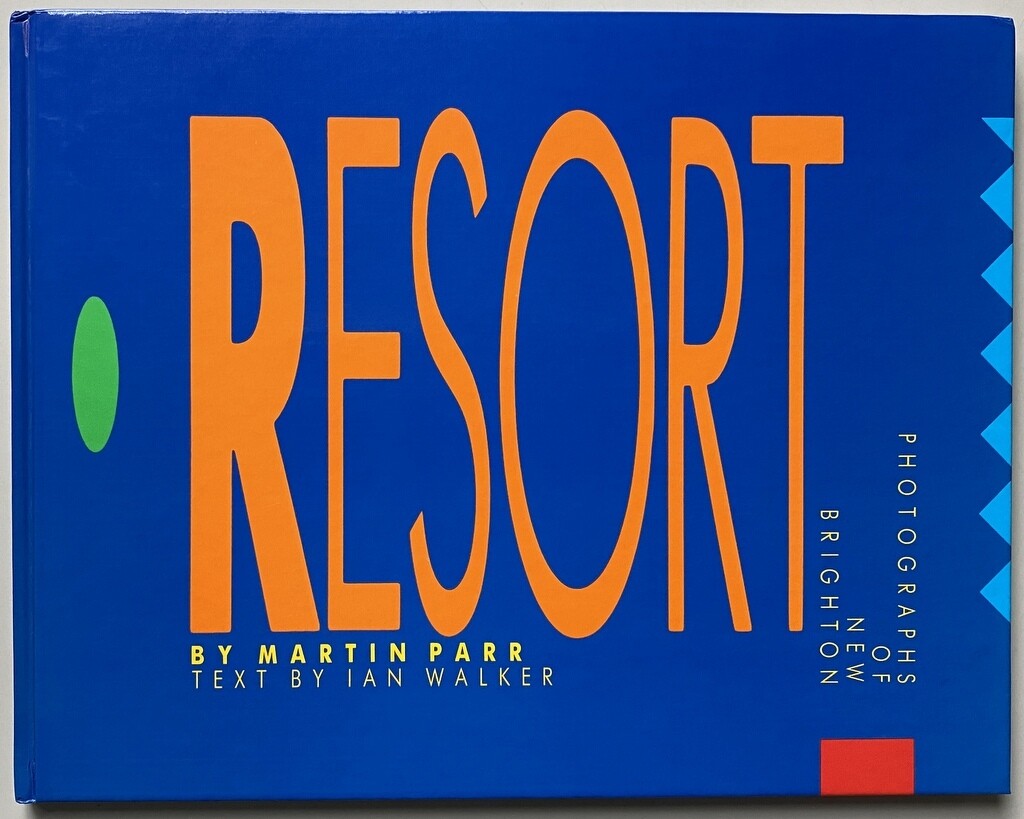 RESORT
BY MARTIN PARR
TEXT BY IAN WALKER
PHOTOGRAPHS
OF
NEW
BRIGHTON